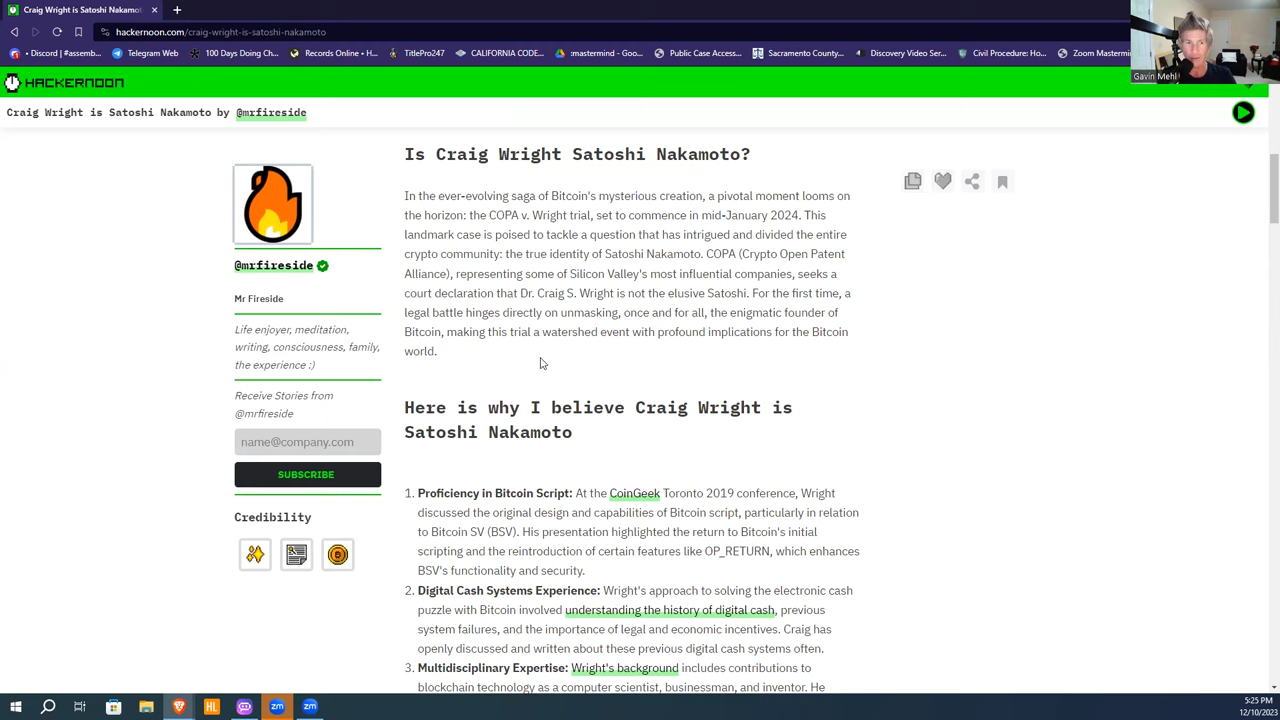 Craig Wright is Satoshi Nakamot
hackernoon.com/craig-wright-is-satoshi-nakamoto
• Discord | #assemb...
Telegram Web
100 Days Doing Ch...
Records Online • H...
TitlePro247
CALIFORNIA CODE...
:mastermind - Goo...
Public Case Access...
Sacramento County...
Discovery Video Ser...
Civil Procedure: Ho...
Zoom Mastermin
Gavin Mehl
HACKERNOON
Craig Wright is Satoshi Nakamoto by @mrfireside
@mrfireside
Mr Fireside
Life enjoyer, meditation,
writing, consciousness, family,
the experience :)
Receive Stories from
@mrfireside
name@company.com
SUBSCRIBE
Credibility
Is Craig Wright Satoshi Nakamoto?
In the ever-evolving saga of Bitcoin's mysterious creation, a pivotal moment looms on
the horizon: the COPA v. Wright trial, set to commence in mid-January 2024. This
landmark case is poised to tackle a question that has intrigued and divided the entire
crypto community: the true identity of Satoshi Nakamoto. COPA (Crypto Open Patent
Alliance), representing some of Silicon Valley's most influential companies, seeks a
court declaration that Dr. Craig S. Wright is not the elusive Satoshi. For the first time, a
legal battle hinges directly on unmasking, once and for all, the enigmatic founder of
Bitcoin, making this trial a watershed event with profound implications for the Bitcoin
world.
Here is why I believe Craig Wright is
Satoshi Nakamoto
1. Proficiency in Bitcoin Script: At the CoinGeek Toronto 2019 conference, Wright
discussed the original design and capabilities of Bitcoin script, particularly in relation
to Bitcoin SV (BSV). His presentation highlighted the return to Bitcoin's initial
scripting and the reintroduction of certain features like OP_RETURN, which enhances
BSV's functionality and security.
2. Digital Cash Systems Experience: Wright's approach to solving the electronic cash
puzzle with Bitcoin involved understanding the history of digital cash, previous
system failures, and the importance of legal and economic incentives. Craig has
openly discussed and written about these previous digital cash systems often.
3. Multidisciplinary Expertise: Wright's background includes contributions to
blockchain technology as a computer scientist, businessman, and inventor. He
HL
zm
zm
5:25 PM
12/10/2023